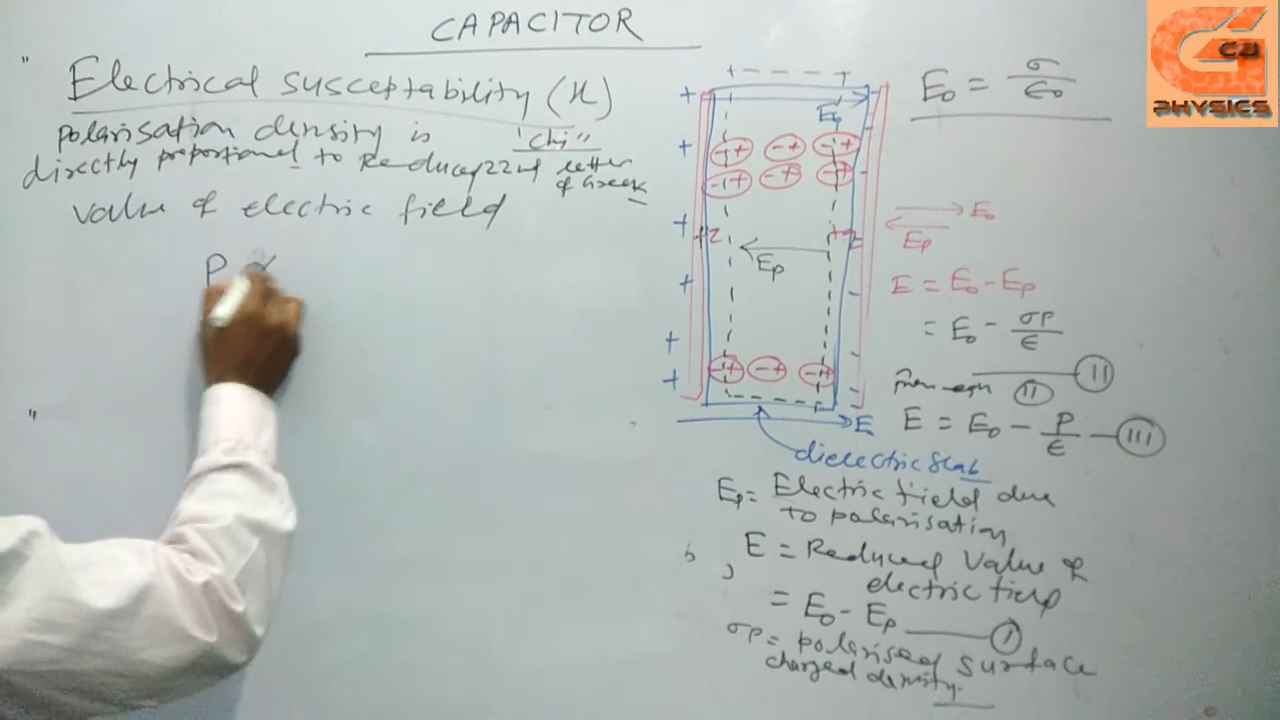 CAPACITOR
Electrical susceptability (χ)
"Chi"
polarisation density is
directly proportional to Reduced
22nd letter
of Greek
value of electric field
P ∝
+ - - - - +
E₀
-+ -+ -+
-+ -+ -+
Ep
-+ -+ -+
E
dielectric slab
E₀ = σ/ε₀
E₀
Ep
E = E₀ - Ep
= E₀ - σp/ε
II
from eqn II
E = E₀ - P/ε — III
Ep = Electric field due
to polarisation
E = Reduced value of
electric field
= E₀ - Ep — I
σp = polarised surface
charged density
G
CJ
PHYSICS